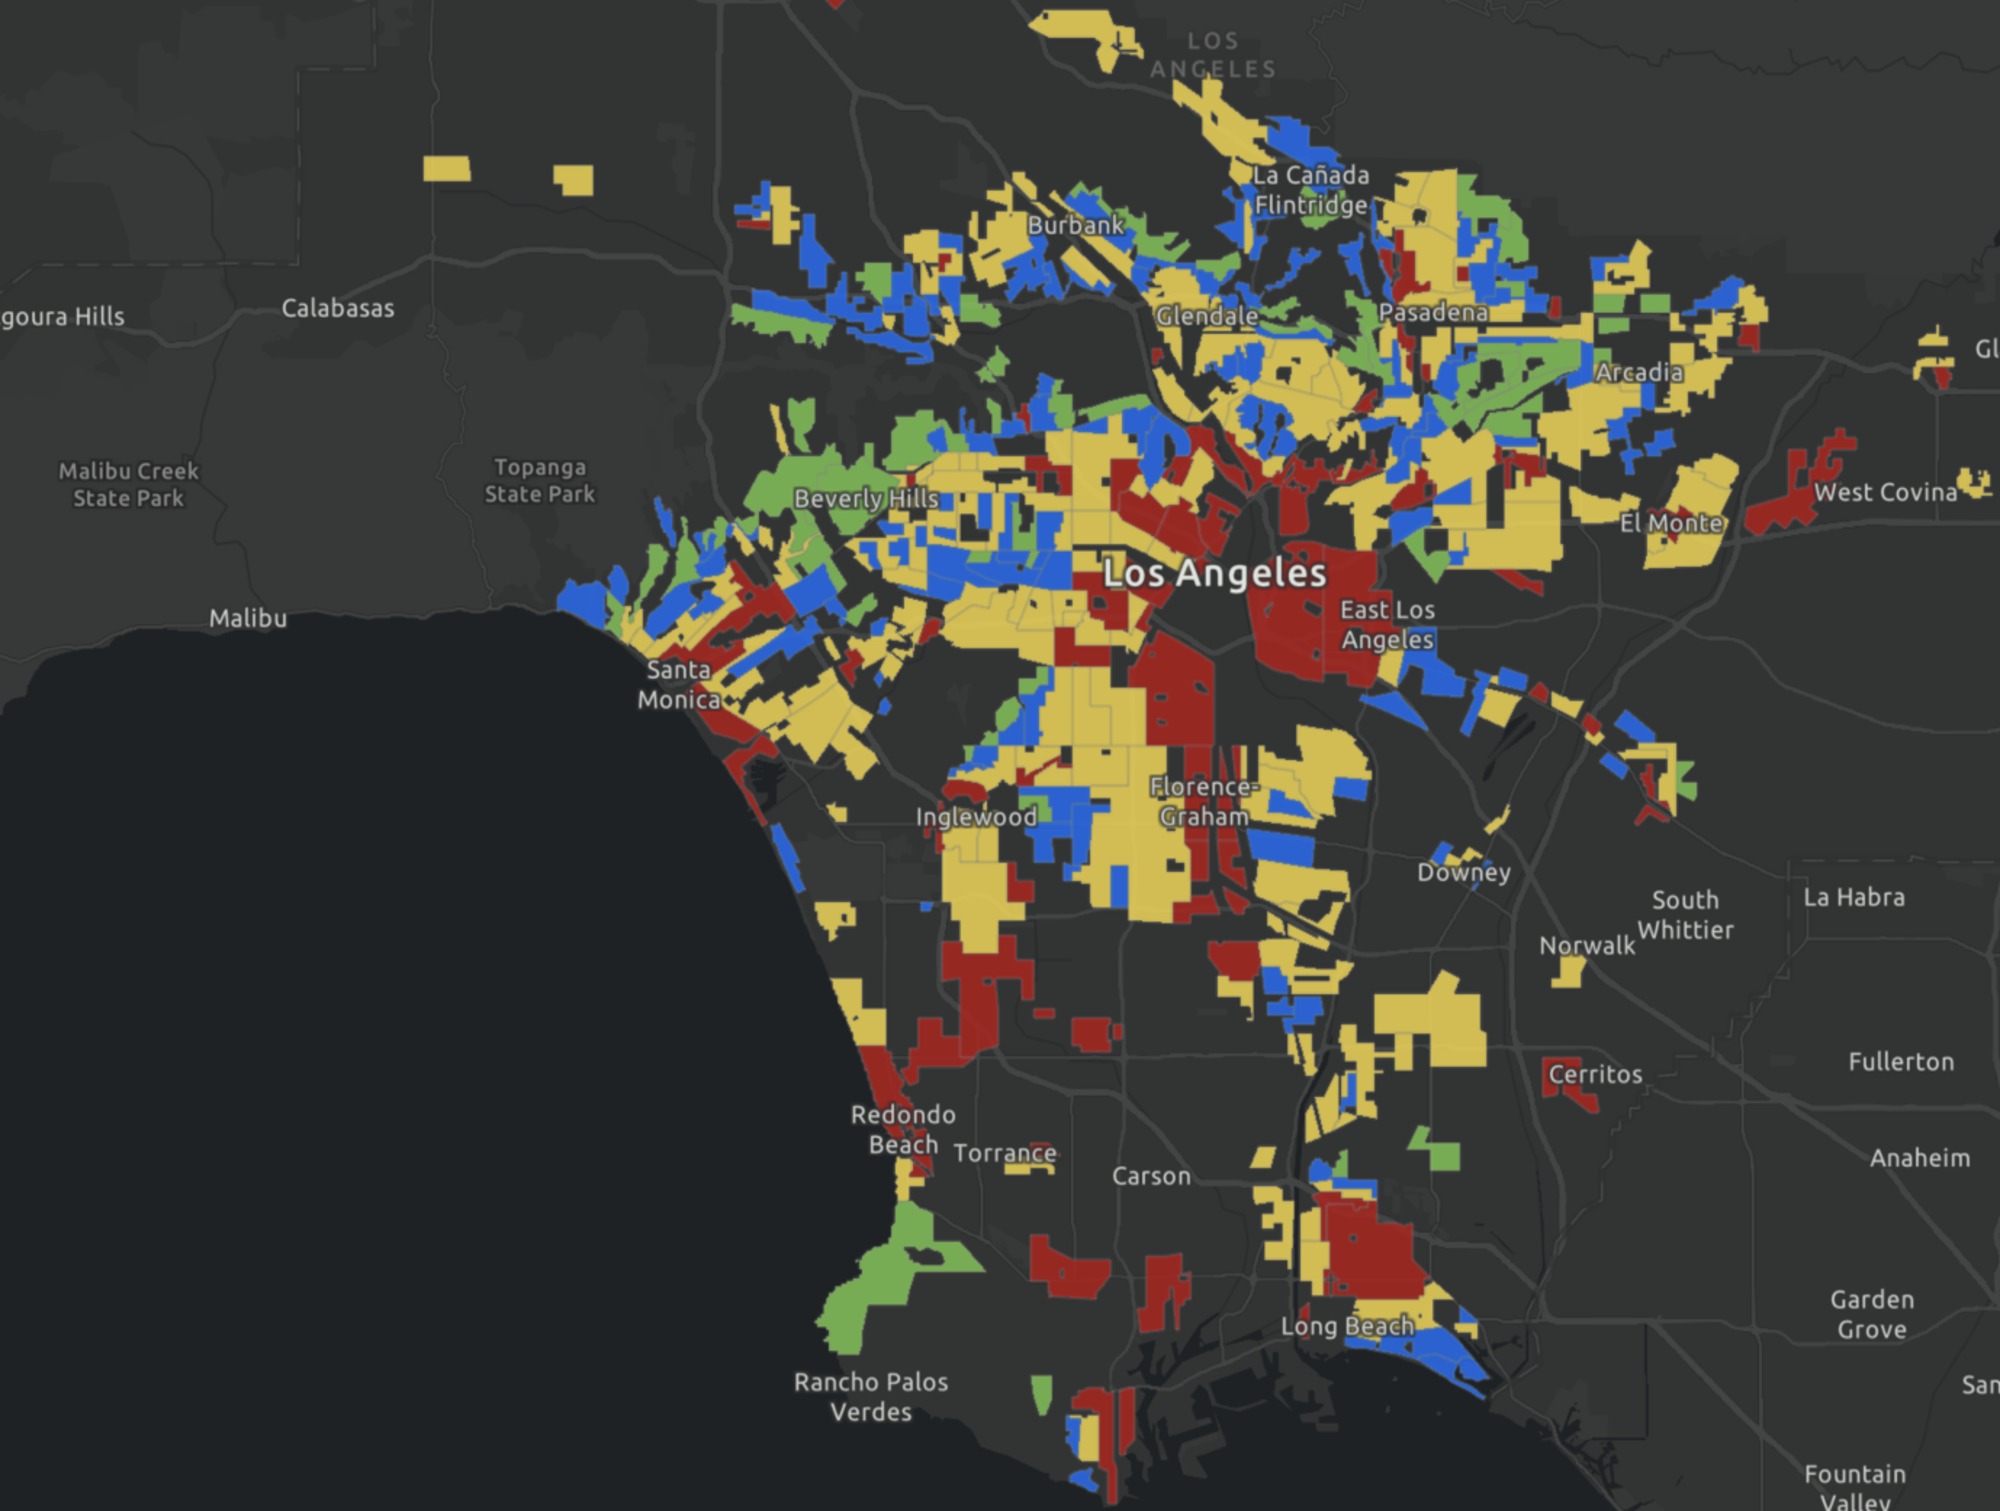 LOS
ANGELES
La Cañada
Flintridge
Burbank
goura Hills
Calabasas
Glendale
Pasadena
Gl
Arcadia
Malibu Creek
State Park
Topanga
State Park
Beverly Hills
West Covina
El Monte
Los Angeles
East Los
Angeles
Malibu
Santa
Monica
Florence-
Graham
Inglewood
Downey
South
Whittier
La Habra
Norwalk
Fullerton
Cerritos
Redondo
Beach
Torrance
Carson
Anaheim
Garden
Grove
Long Beach
Rancho Palos
Verdes
San
Fountain
Valley